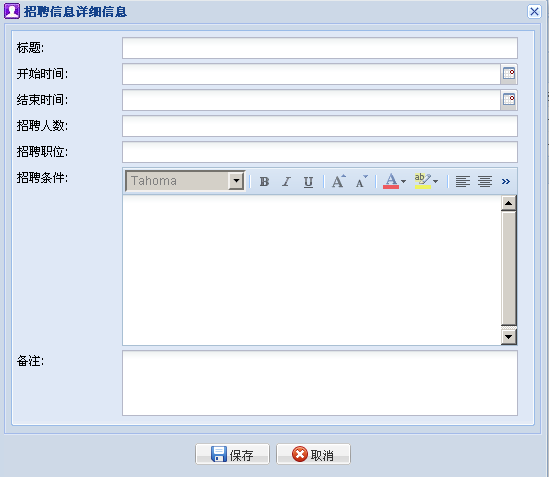 招聘信息详细信息
标题:
开始时间:
结束时间:
招聘人数:
招聘职位:
招聘条件:
Tahoma B I U A A A ab »
备注:
保存 取消